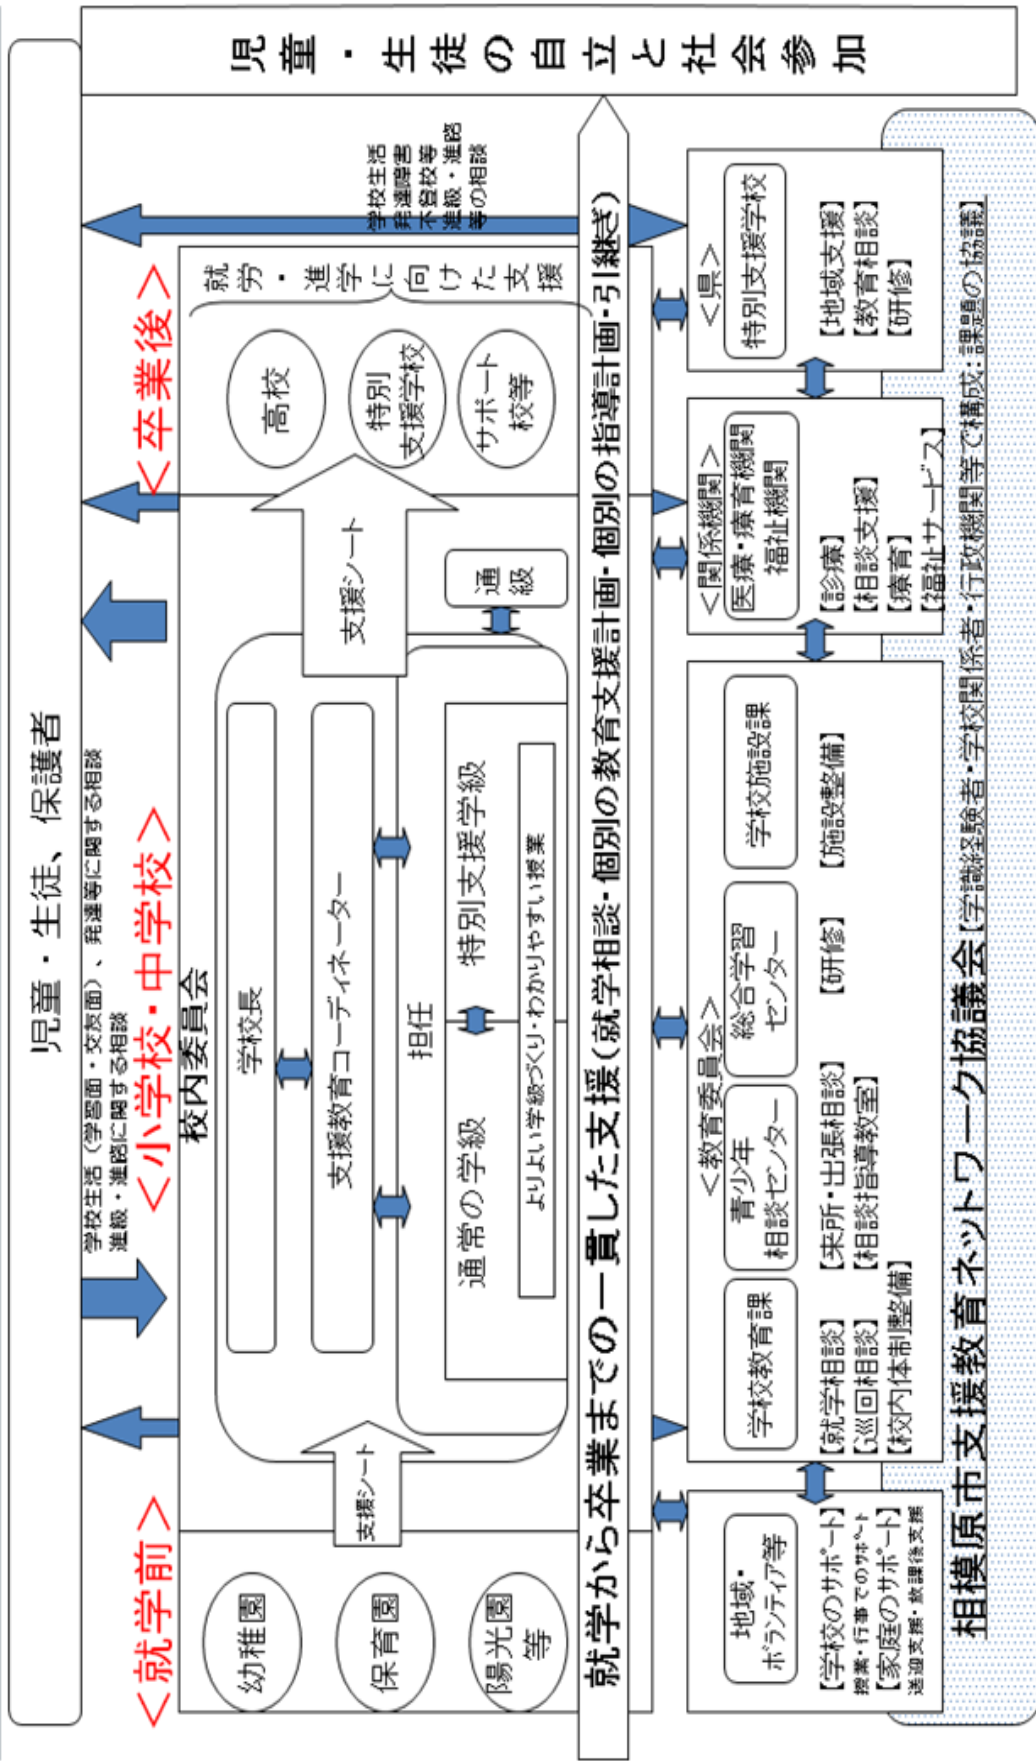 児童・生徒、保護者
学校生活（学習面・交友面）、発達等に関する相談
進級・進路に関する相談
＜就学前＞
＜小学校・中学校＞
＜卒業後＞
幼稚園
保育園
陽光園
等
支援シート
校内委員会
学校長
支援教育コーディネーター
担任
通常の学級
特別支援学級
よりよい学級づくり・わかりやすい授業
通
級
支援シート
高校
特別
支援学校
サポート
校等
就労・進学に向けた支援
学校生活
発達障害
不登校等
進級・進路
等の相談
就学から卒業までの一貫した支援（就学相談・個別の教育支援計画・個別の指導計画・引継ぎ）
児童・生徒の自立と社会参加
地域・
ボランティア等
【学校のサポート】
授業・行事でのサポート
【家庭のサポート】
送迎支援・放課後支援
＜教育委員会＞
学校教育課
【就学相談】
【巡回相談】
【校内体制整備】
青少年
相談センター
【来所・出張相談】
【相談指導教室】
総合学習
センター
【研修】
学校施設課
【施設整備】
＜関係機関＞
医療・療育機関
福祉機関
【診療】
【相談支援】
【療育】
【福祉サービス】
＜県＞
特別支援学校
【地域支援】
【教育相談】
【研修】
相模原市支援教育ネットワーク協議会【学識経験者・学校関係者・行政機関等で構成：課題の協議】